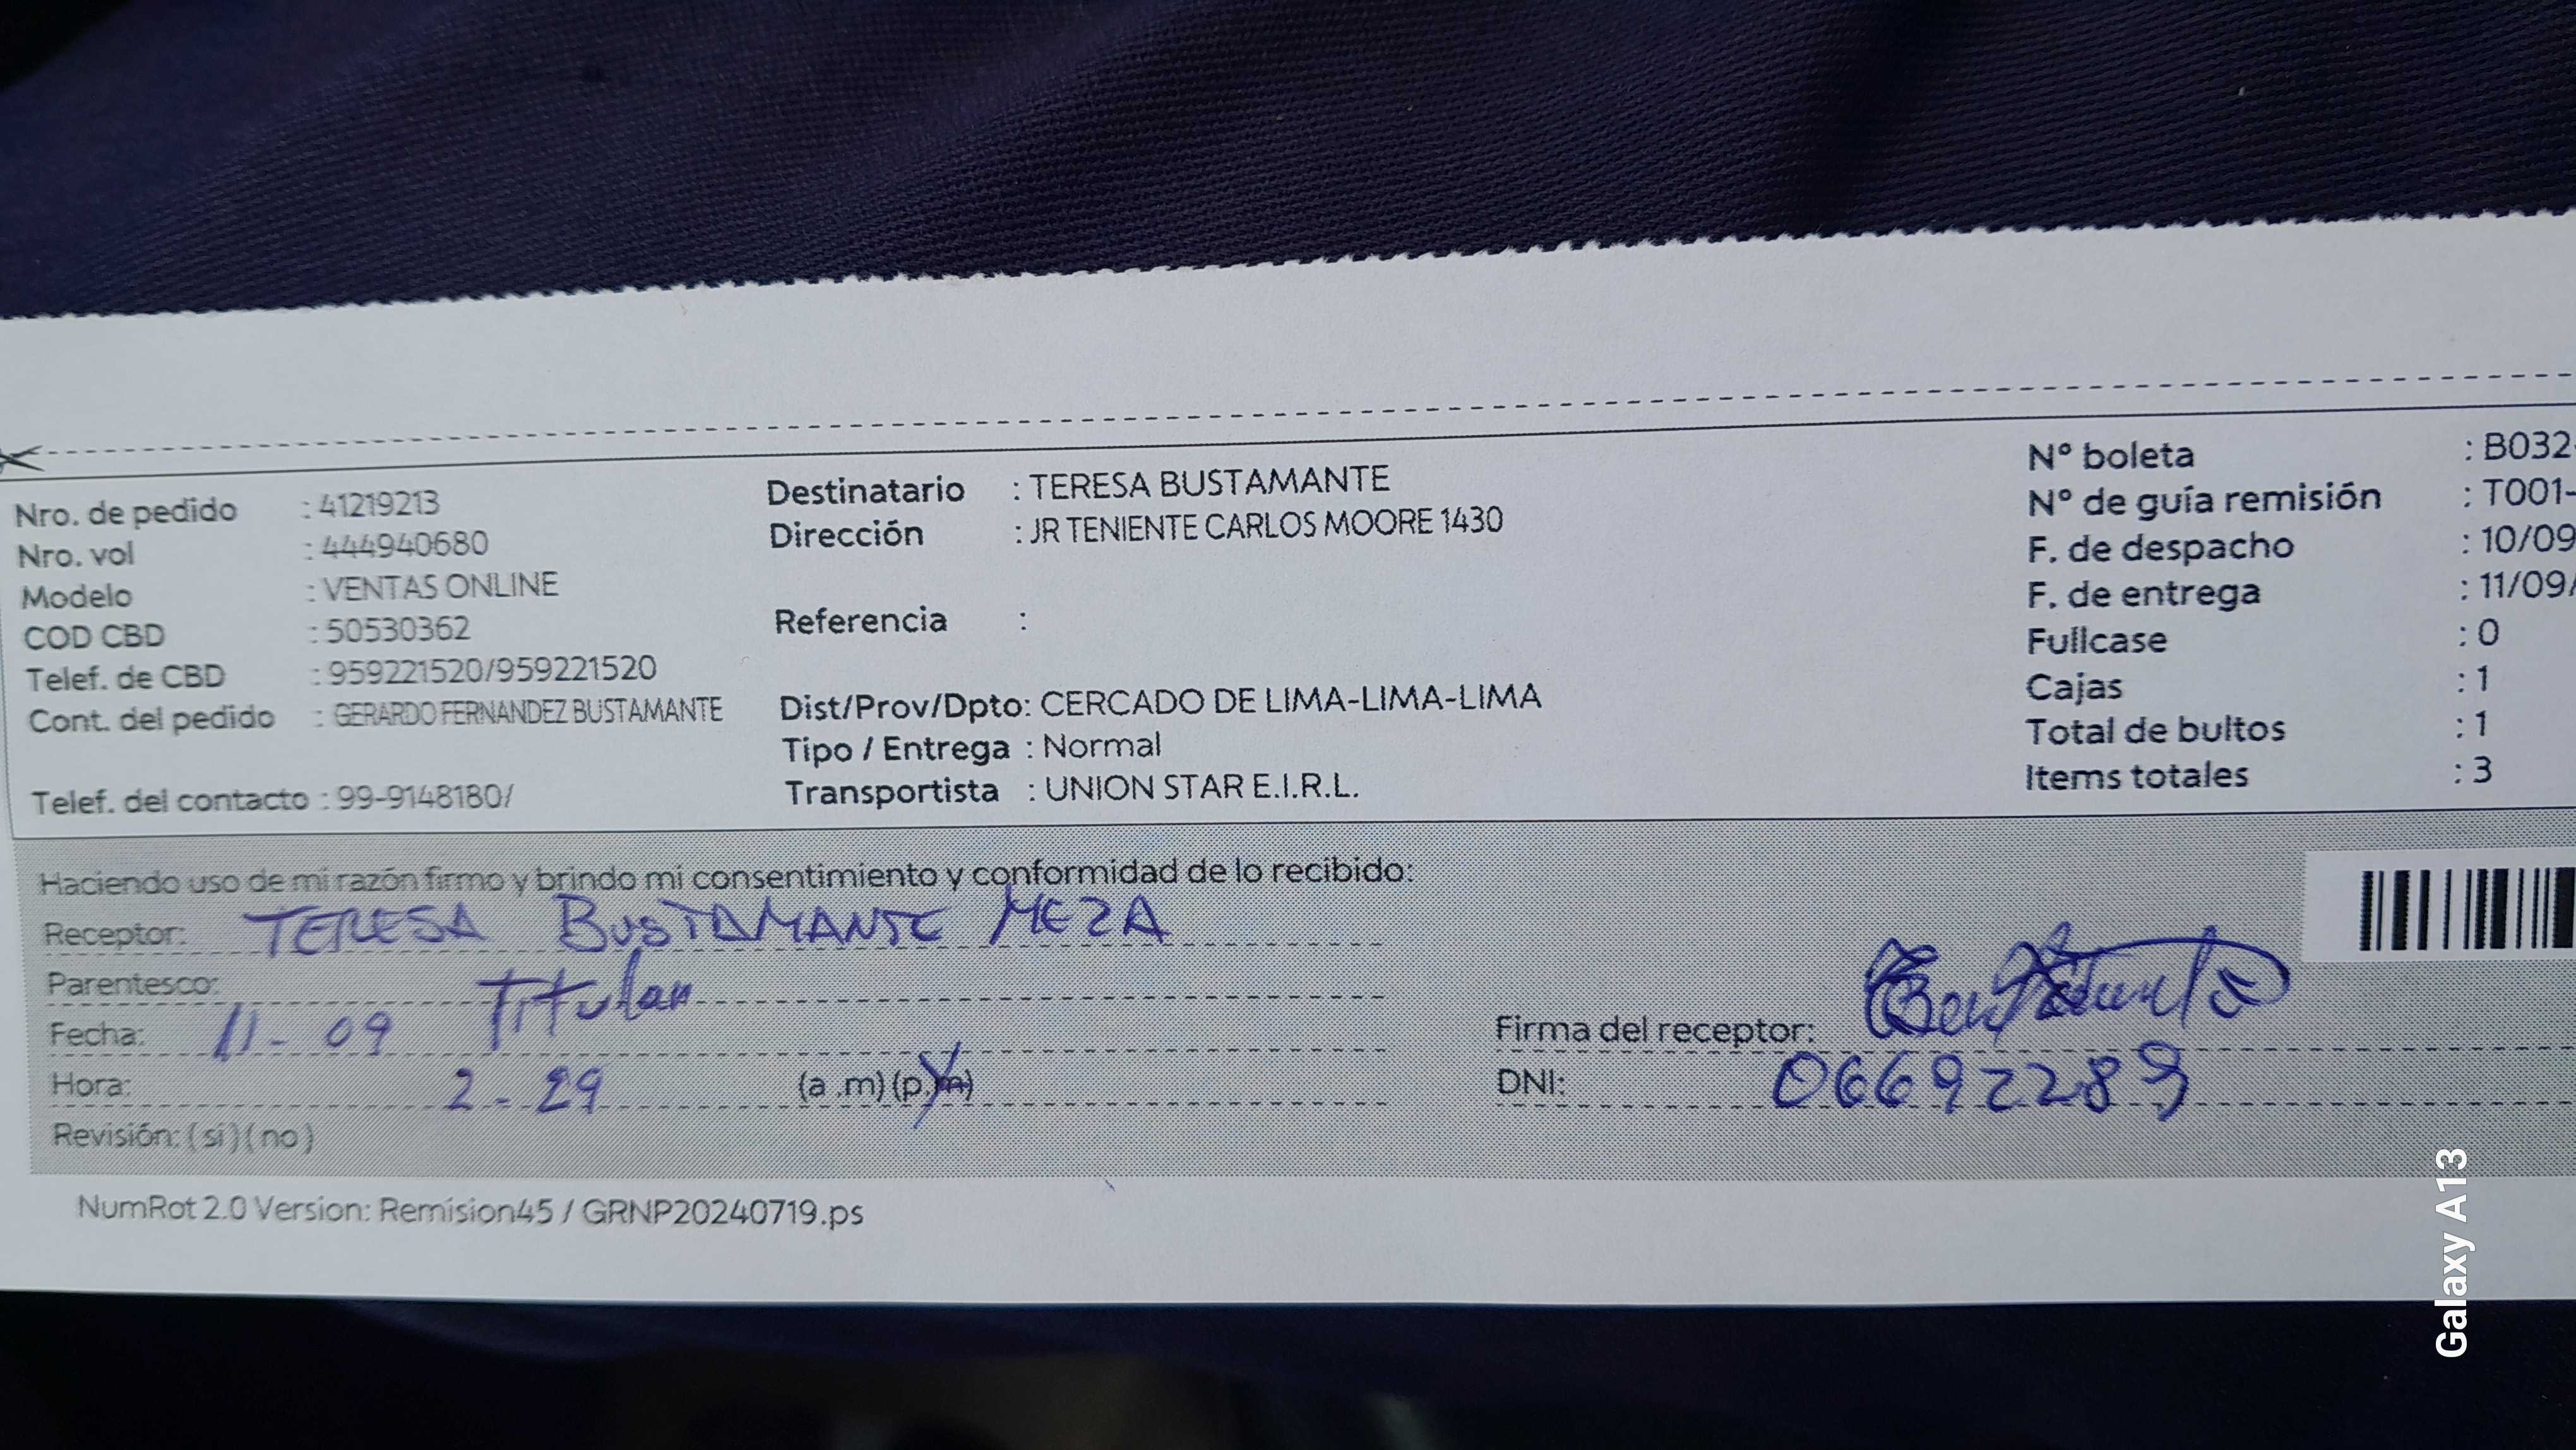 Nro. de pedido : 41219213
Nro. vol : 444940680
Modelo : VENTAS ONLINE
COD CBD : 50530362
Telef. de CBD : 959221520/959221520
Cont. del pedido : GERARDO FERNANDEZ BUSTAMANTE
Telef. del contacto : 99-9148180/
Destinatario : TERESA BUSTAMANTE
Dirección : JR TENIENTE CARLOS MOORE 1430
Referencia :
Dist/Prov/Dpto: CERCADO DE LIMA-LIMA-LIMA
Tipo / Entrega : Normal
Transportista : UNION STAR E.I.R.L.
N° boleta : B032-
N° de guía remisión : T001-
F. de despacho : 10/09
F. de entrega : 11/09/
Fullcase : 0
Cajas : 1
Total de bultos : 1
Items totales : 3
Haciendo uso de mi razón firmo y brindo mi consentimiento y conformidad de lo recibido:
Receptor: TERESA BUSTAMANTE MEZA
Parentesco: Titular
Fecha: 11-09
Hora: 2-29 (a .m) (p.m)
Revisión: (si) (no)
Firma del receptor:
DNI: 06692289
NumRot 2.0 Version: Remision45 / GRNP20240719.ps
Galaxy A13